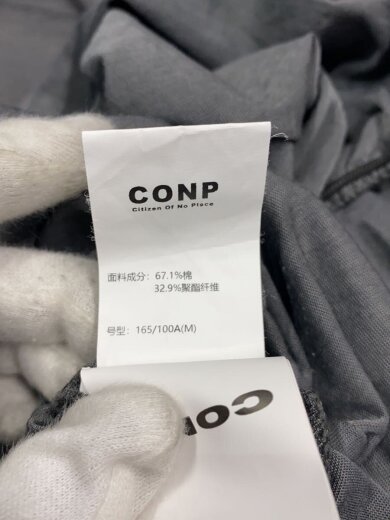 CONP
Citizen Of No Place
面料成分：67.1%棉
32.9%聚酯纤维
号型：165/100A(M)
CONP